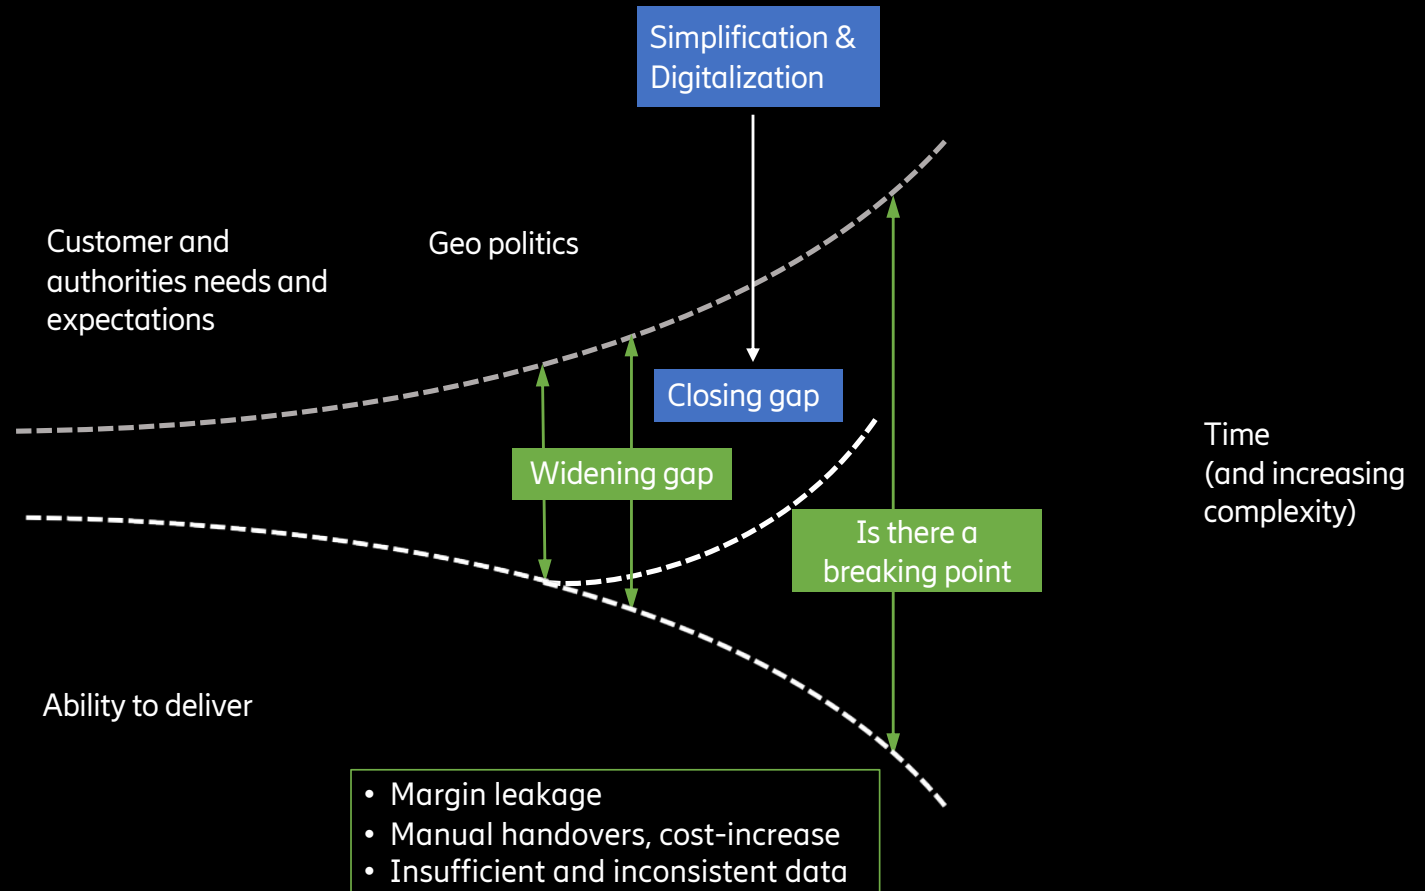 Simplification &
Digitalization
Customer and
authorities needs and
expectations
Geo politics
Closing gap
Widening gap
Time
(and increasing
complexity)
Is there a
breaking point
Ability to deliver
• Margin leakage
• Manual handovers, cost-increase
• Insufficient and inconsistent data